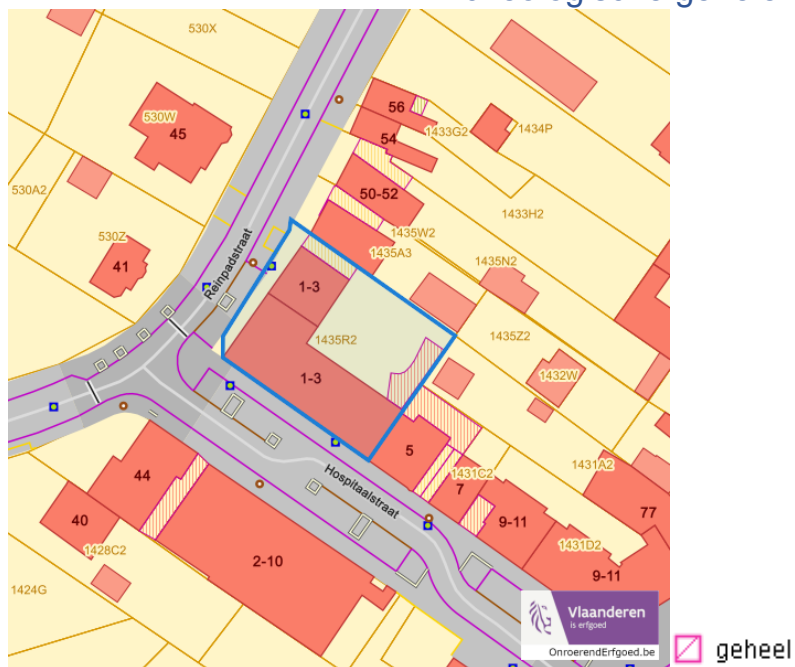 530X
56
530W
1433G2
1434P
45
54
50-52
530A2
1433H2
1435W2
530Z
Reinpadstraat
1435A3
1435N2
41
1-3
1435R2
1435Z2
1-3
1432W
5
1431C2
1431A2
44
Hospitaalstraat
7
77
40
9-11
1428C2
1431D2
2-10
9-11
1424G
Vlaanderen
is erfgoed
OnroerendErfgoed.be
geheel